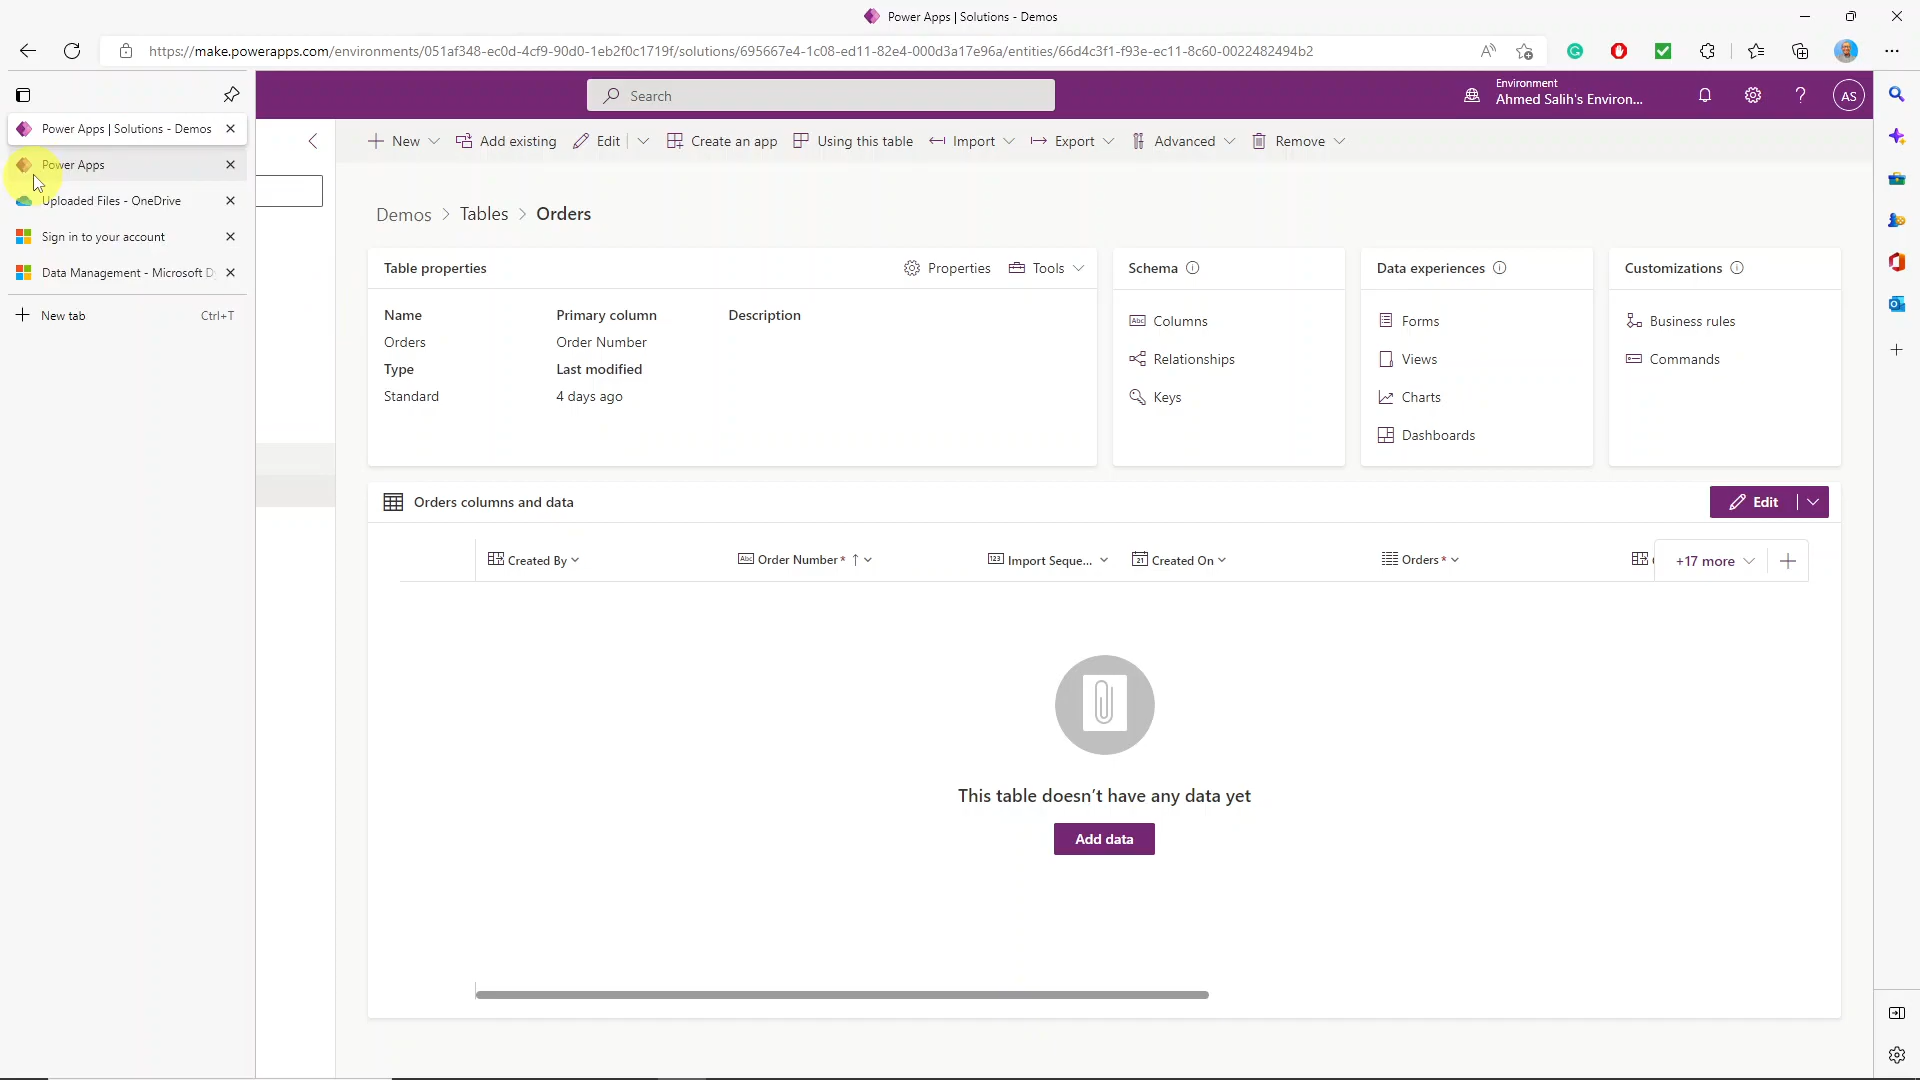 Power Apps | Solutions - Demos
https://make.powerapps.com/environments/051af348-ec0d-4cf9-90d0-1eb2f0c1719f/solutions/695667e4-1c08-ed11-82e4-000d3a17e96a/entities/66d4c3f1-f93e-ec11-8c60-0022482494b2
Search
Environment
Ahmed Salih's Environ...
AS
Power Apps | Solutions - Demos
Power Apps
Uploaded Files - OneDrive
Sign in to your account
Data Management - Microsoft D
New tab Ctrl+T
New Add existing Edit Create an app Using this table Import Export Advanced Remove
Demos > Tables > Orders
Table properties Properties Tools
Name Primary column Description
Orders Order Number
Type Last modified
Standard 4 days ago
Schema
Columns
Relationships
Keys
Data experiences
Forms
Views
Charts
Dashboards
Customizations
Business rules
Commands
Orders columns and data Edit
Created By Order Number * Import Seque... Created On Orders * +17 more
This table doesn't have any data yet
Add data